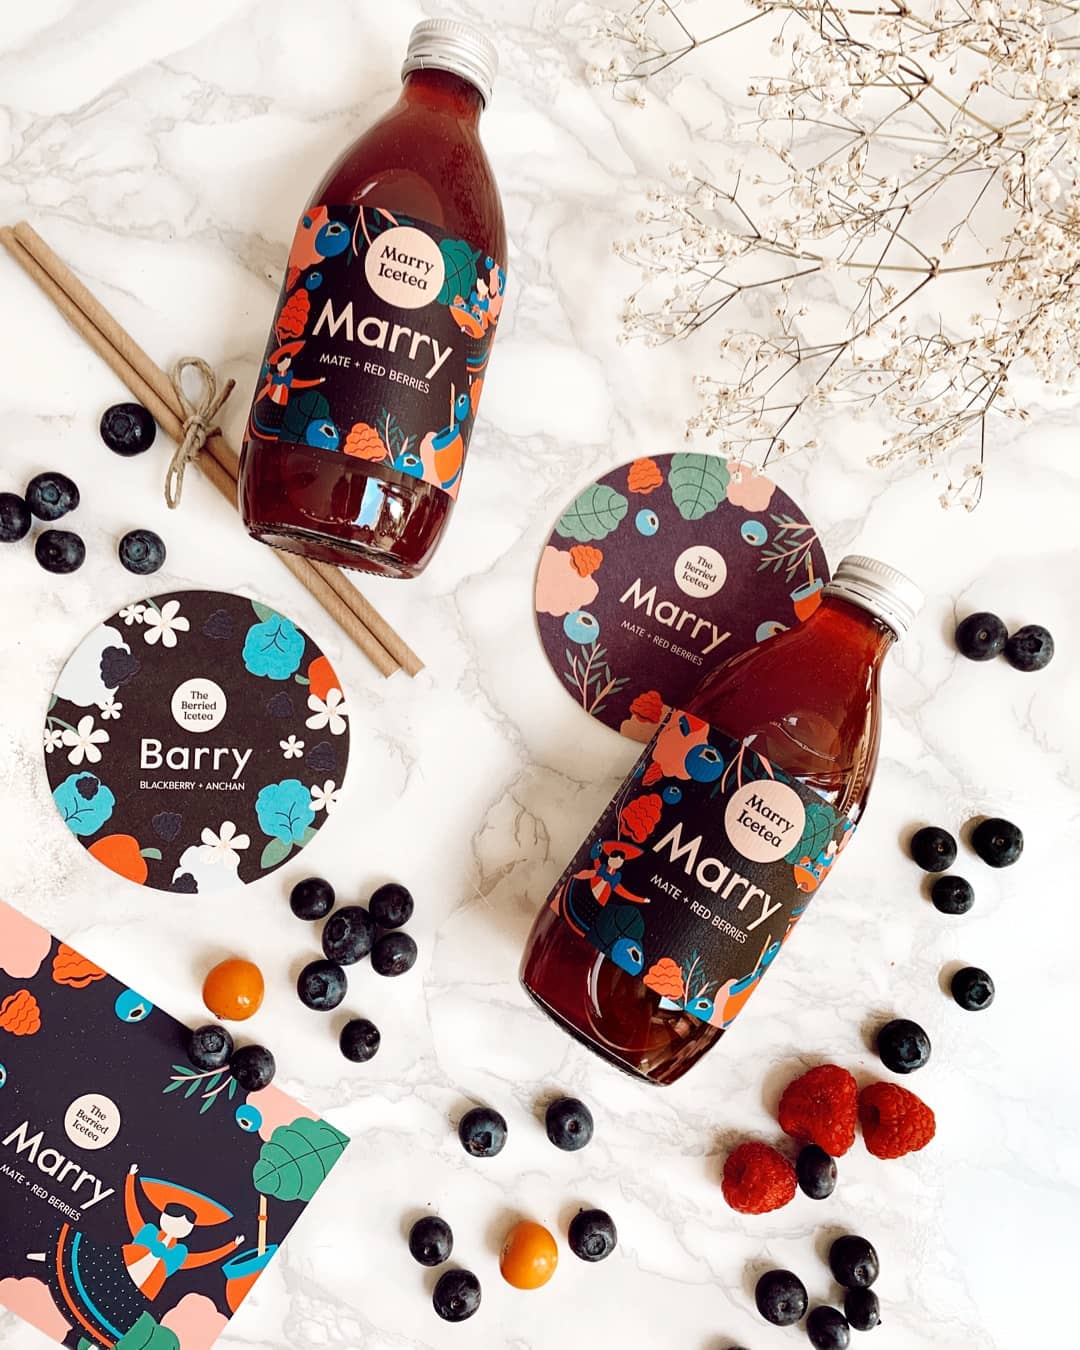 Marry
Icetea
Marry
MATE + RED BERRIES
The
Berried
Icetea
Marry
MATE + RED BERRIES
The
Berried
Icetea
Barry
BLACKBERRY + ANCHAN
Marry
Icetea
Marry
MATE + RED BERRIES
The
Berried
Icetea
Marry
MATE + RED BERRIES